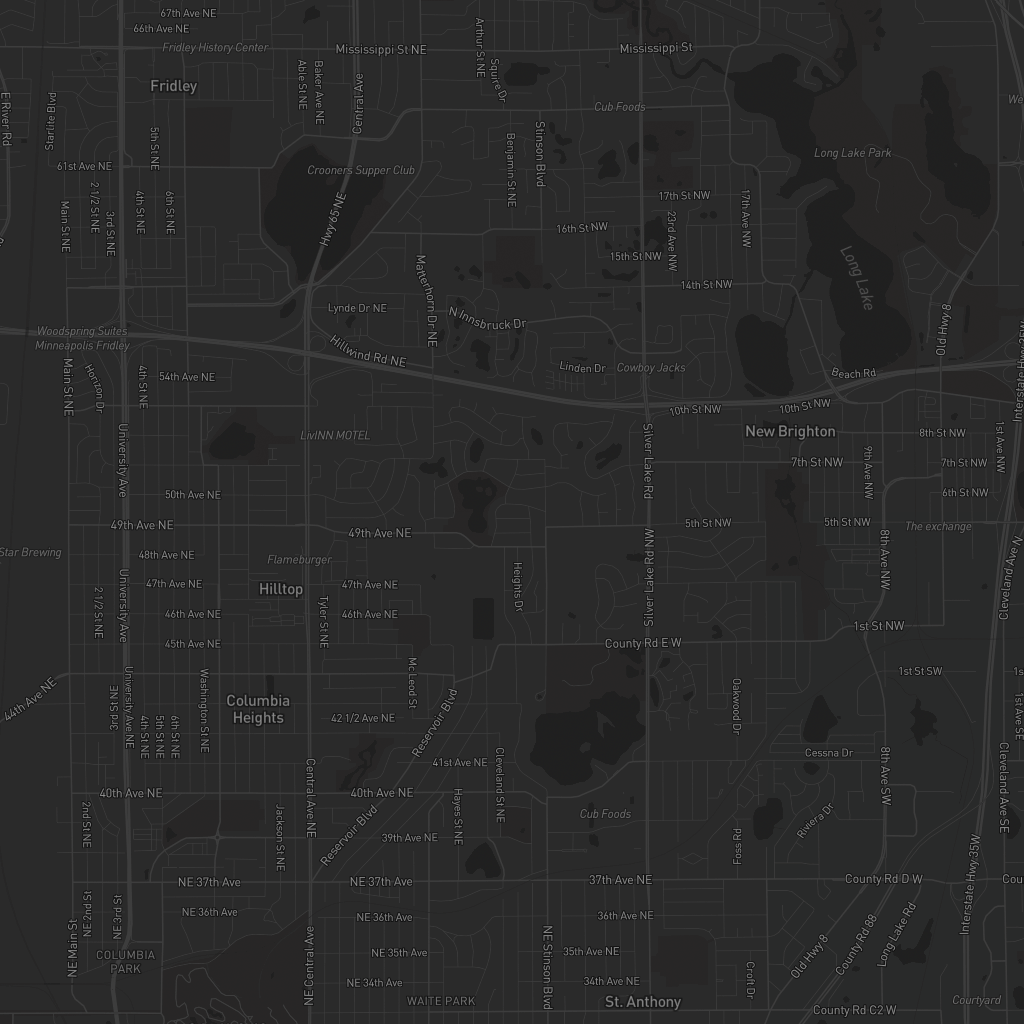 67th Ave NE
66th Ave NE
Fridley History Center
Mississippi St NE
Arthur St NE
Mississippi St
Squire Dr
Able St NE
Baker Ave NE
Central Ave
Fridley
Cub Foods
E River Rd
Starlite Blvd
5th St NE
Stinson Blvd
Benjamin St NE
Long Lake Park
61st Ave NE
Crooners Supper Club
2 1/2 St NE
4th St NE
6th St NE
17th St NW
17th Ave NW
Main St NE
3rd St NE
Hwy 65 NE
16th St NW
23rd Ave NW
15th St NW
Long Lake
Matterhorn Dr NE
14th St NW
Lynde Dr NE
N Innsbruck Dr
Old Hwy 8
Woodspring Suites
Minneapolis Fridley
Hillwind Rd NE
Linden Dr
Cowboy Jacks
Beach Rd
Main St NE
Horizon Dr
4th St NE
54th Ave NE
10th St NW
10th St NW
University Ave
LivINN MOTEL
Silver Lake Rd
New Brighton
8th St NW
1st Ave NW
7th St NW
9th Ave NW
7th St NW
50th Ave NE
6th St NW
49th Ave NE
49th Ave NE
5th St NW
5th St NW
The exchange
Star Brewing
48th Ave NE
Flameburger
8th Ave NW
Cleveland Ave N
47th Ave NE
Hilltop
47th Ave NE
Heights Dr
Silver Lake Rd NW
2 1/2 St NE
University Ave
46th Ave NE
Tyler St NE
46th Ave NE
1st St NW
45th Ave NE
County Rd E W
44th Ave NE
Mc Leod St
1st St SW
3rd St NE
University Ave NE
Washington St NE
Columbia
Heights
42 1/2 Ave NE
Reservoir Blvd
Oakwood Dr
1st Ave SE
4th St NE
5th St NE
6th St NE
41st Ave NE
Cleveland St NE
Cessna Dr
8th Ave SW
Cleveland Ave SE
40th Ave NE
Central Ave NE
40th Ave NE
2nd St NE
Jackson St NE
Reservoir Blvd
Hayes St NE
39th Ave NE
Cub Foods
Foss Rd
Riviera Dr
Interstate Hwy 35W
NE 37th Ave
NE 37th Ave
37th Ave NE
County Rd D W
NE 2nd St
NE 3rd St
NE 36th Ave
NE 36th Ave
36th Ave NE
NE Main St
COLUMBIA
PARK
NE Central Ave
NE 35th Ave
NE Stinson Blvd
35th Ave NE
Old Hwy 8
County Rd 88
Long Lake Rd
NE 34th Ave
34th Ave NE
Croft Dr
WAITE PARK
St. Anthony
County Rd C2 W
Courtyard